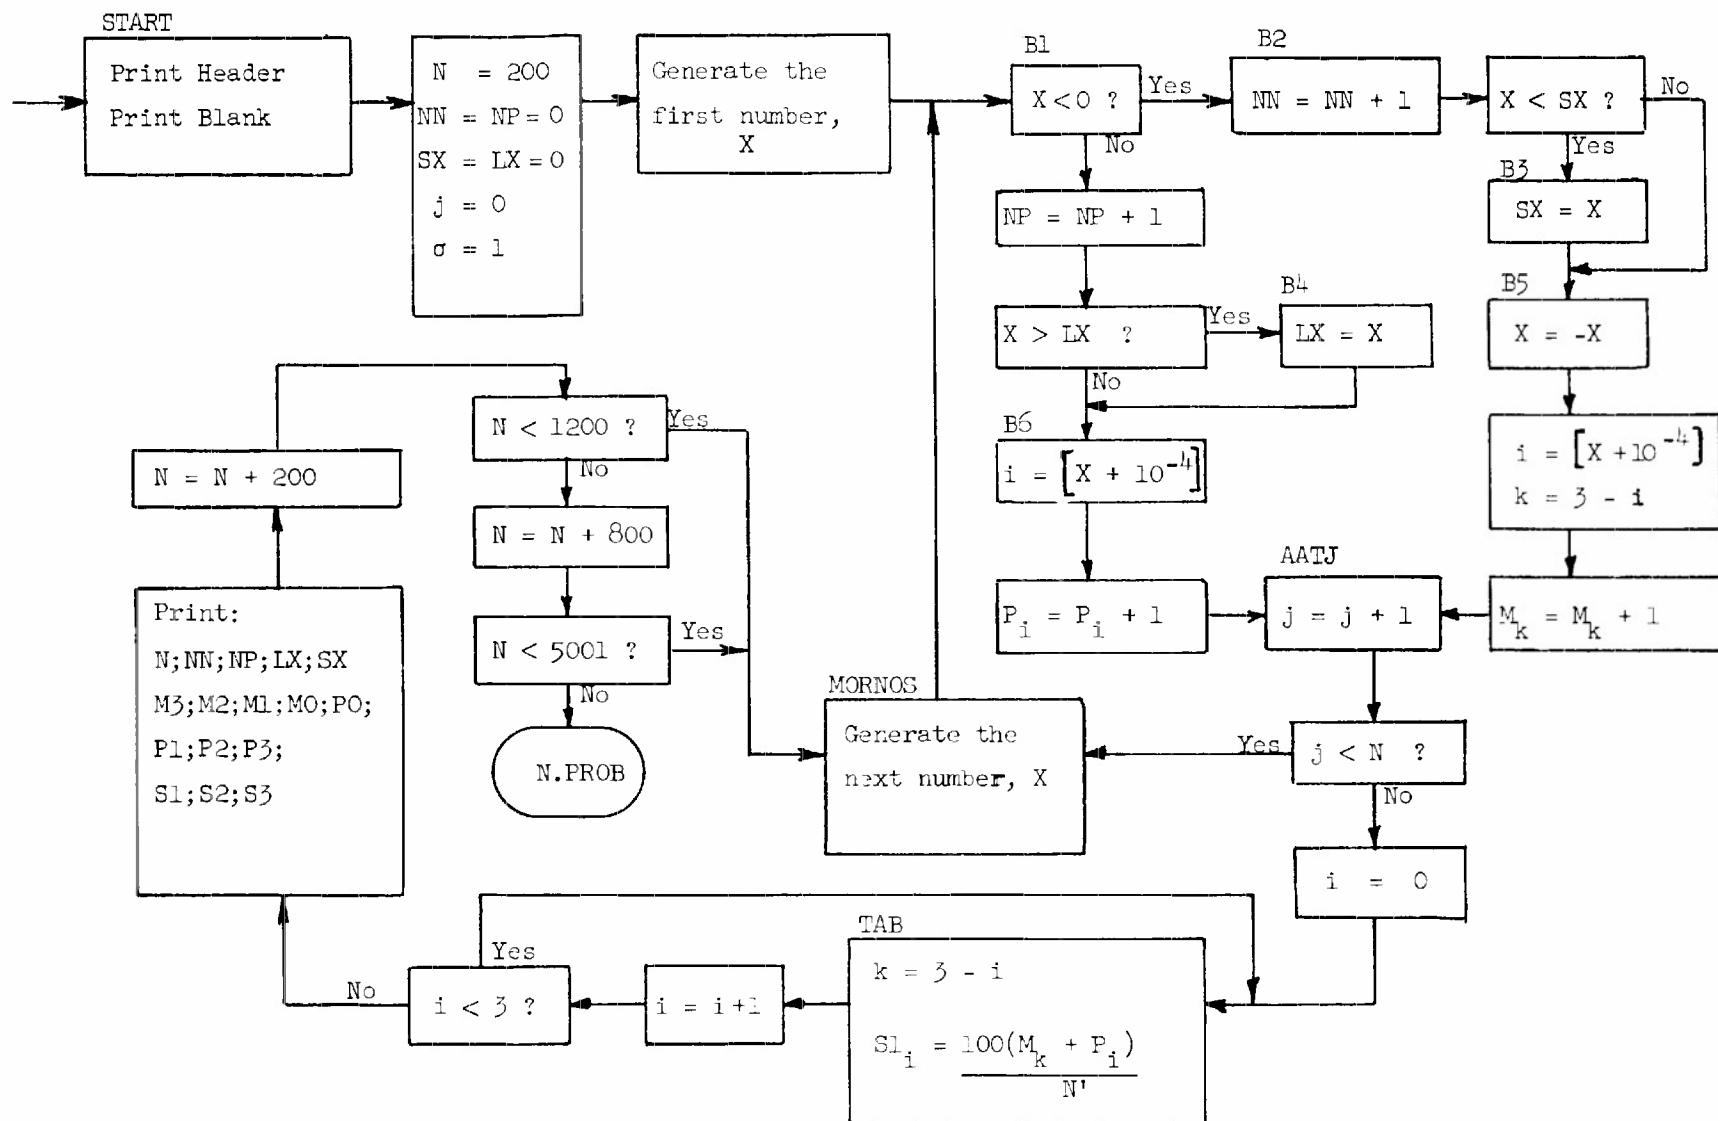 START
Print Header
Print Blank
N = 200
NN = NP = 0
SX = LX = 0
j = 0
σ = 1
Generate the
first number,
X
B1
X < 0 ?
Yes
No
B2
NN = NN + 1
X < SX ?
No
Yes
B3
SX = X
NP = NP + 1
B5
X = -X
X > LX ?
Yes
No
B4
LX = X
B6
i = [X + 10^-4]
i = [X + 10^-4]
k = 3 - i
P_i = P_i + 1
AATJ
j = j + 1
M_k = M_k + 1
N < 1200 ?
Yes
No
N = N + 200
N = N + 800
N < 5001 ?
Yes
No
N.PROB
MORNOS
Generate the
next number, X
Yes
j < N ?
No
i = 0
Print:
N;NN;NP;LX;SX
M3;M2;M1;MO;PO;
P1;P2;P3;
S1;S2;S3
TAB
k = 3 - i
S1_i = 100(M_k + P_i)
N'
i = i+1
Yes
i < 3 ?
No